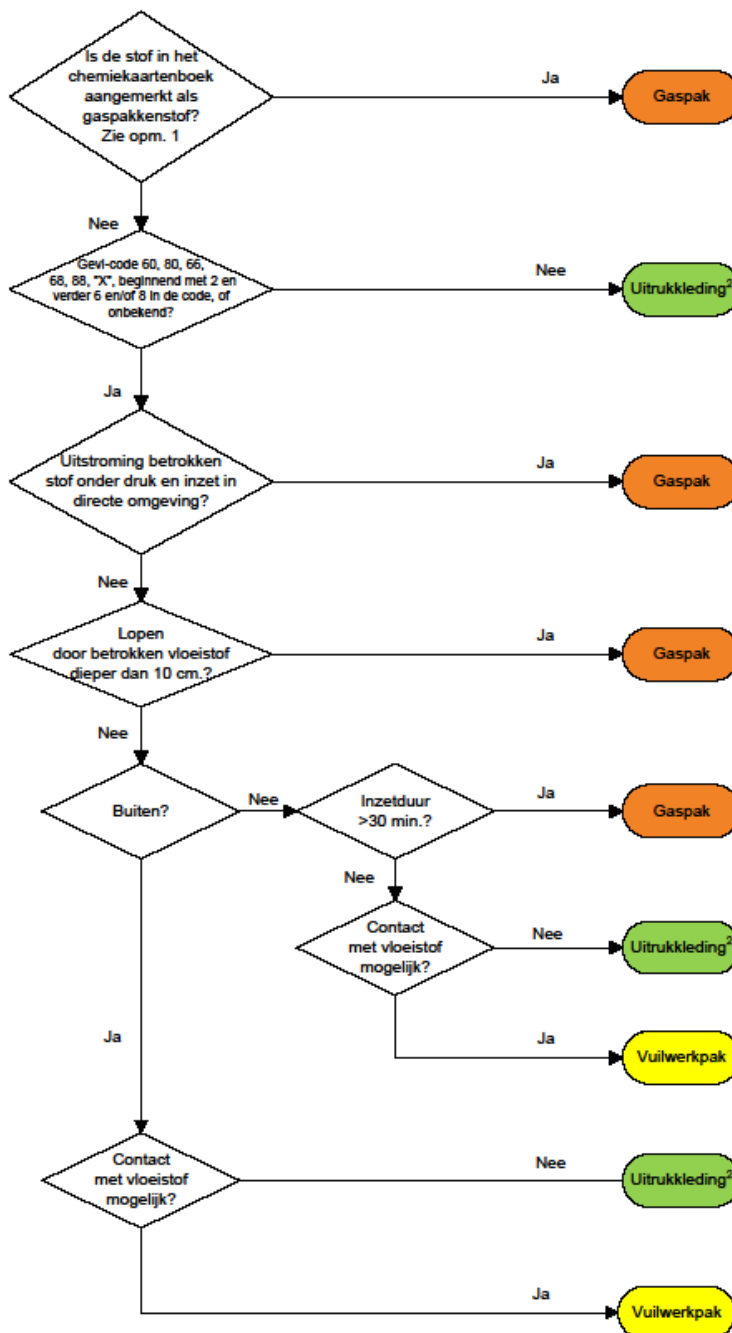 Is de stof in het
chemiekaartenboek
aangemerkt als
gaspakkenstof?
Zie opm. 1
Ja
Gaspak
Nee
Gevi-code 60, 80, 66,
68, 88, "X", beginnend met 2 en
verder 6 en/of 8 in de code, of
onbekend?
Nee
Uitrukkleding²
Ja
Uitstroming betrokken
stof onder druk en inzet in
directe omgeving?
Ja
Gaspak
Nee
Lopen
door betrokken vloeistof
dieper dan 10 cm.?
Ja
Gaspak
Nee
Buiten?
Nee
Inzetduur
>30 min.?
Ja
Gaspak
Nee
Contact
met vloeistof
mogelijk?
Nee
Uitrukkleding²
Ja
Vuilwerkpak
Ja
Contact
met vloeistof
mogelijk?
Nee
Uitrukkleding²
Ja
Vuilwerkpak